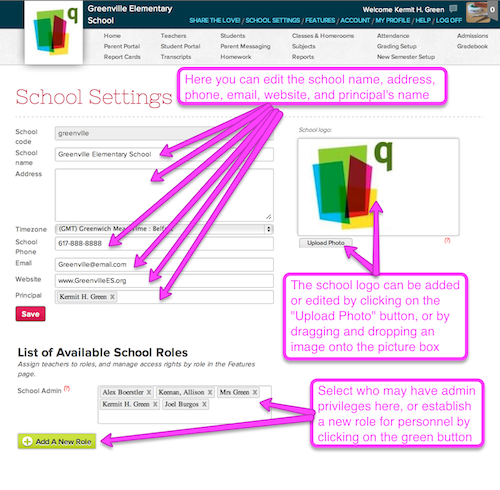 q
Greenville Elementary
School
Welcome Kermit H. Green
0
SHARE THE LOVE! / SCHOOL SETTINGS / FEATURES / ACCOUNT / MY PROFILE / HELP / LOG OFF
Home Teachers Students Classes & Homerooms Attendance Admissions
Parent Portal Student Portal Parent Messaging Subjects Grading Setup Gradebook
Report Cards Transcripts Homework Reports New Semester Setup
Here you can edit the school name, address,
phone, email, website, and principal's name
School Settings
School code greenville
School logo:
School name Greenville Elementary School
q
Address
Timezone (GMT) Greenwich Mean Time : Belf
School Phone 617-888-8888
Upload Photo [?]
Email Greenville@email.com
Website www.GreenvilleES.org
Principal Kermit H. Green X
Save
The school logo can be added
or edited by clicking on the
"Upload Photo" button, or by
dragging and dropping an
image onto the picture box
List of Available School Roles
Assign teachers to roles, and manage access rights by role in the Features
page.
School Admin [?] Alex Boerstler X Keenan, Allison X Mrs Green X
Kermit H. Green X Joel Burgos X
Select who may have admin
privileges here, or establish
a new role for personnel by
clicking on the green button
Add A New Role